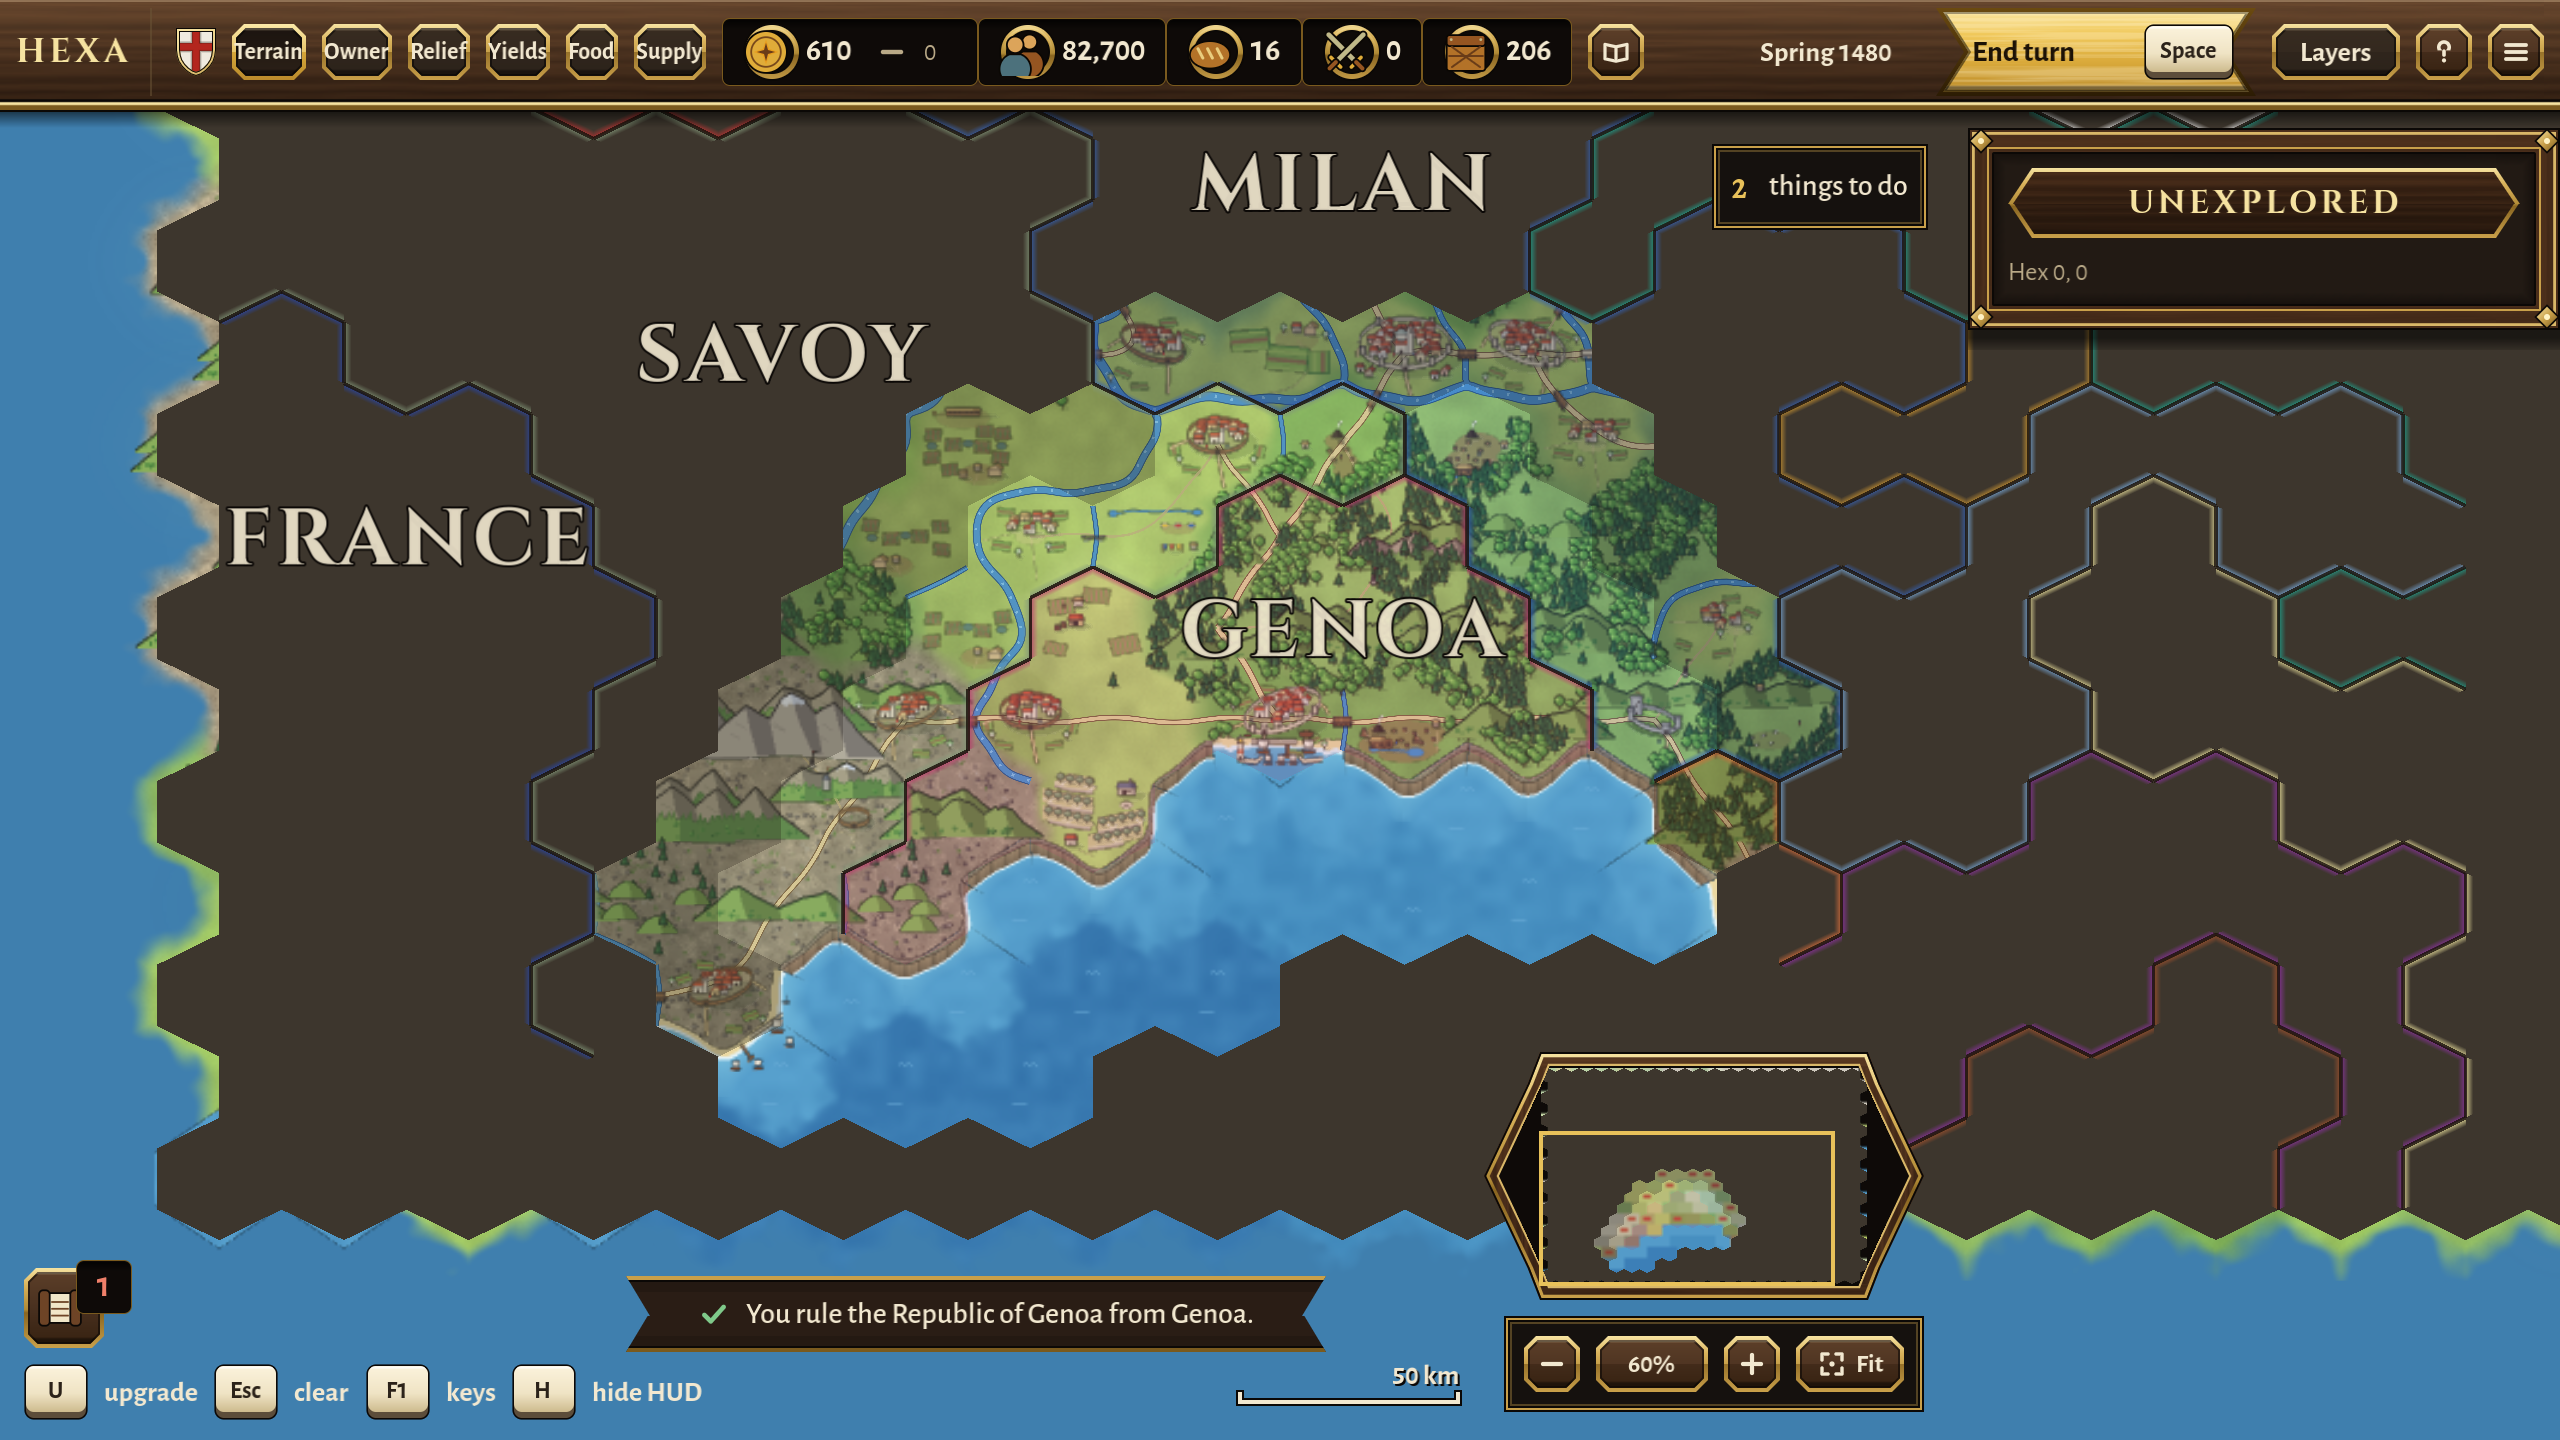 HEXA
Terrain
Owner
Relief
Yields
Food
Supply
610
0
82,700
16
0
206
Spring 1480
End turn
Space
Layers
?
2 things to do
UNEXPLORED
Hex 0, 0
MILAN
SAVOY
FRANCE
GENOA
1
You rule the Republic of Genoa from Genoa.
U
upgrade
Esc
clear
F1
keys
H
hide HUD
50 km
60%
Fit